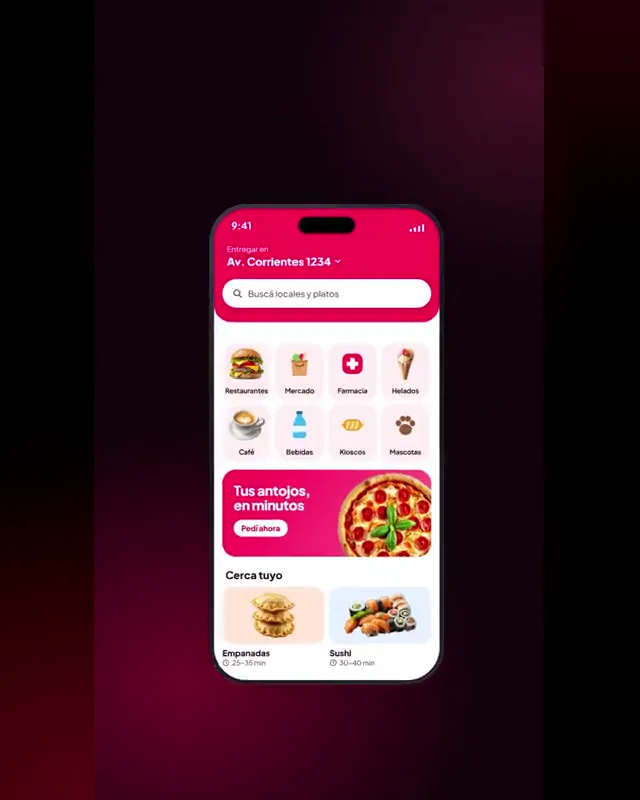 9:41
Entregar en
Av. Corrientes 1234
Buscá locales y platos
Restaurantes
Mercado
Farmacia
Helados
Café
Bebidas
Kioscos
Mascotas
Tus antojos,
en minutos
Pedí ahora
Cerca tuyo
Empanadas
Sushi
25–35 min
30–40 min